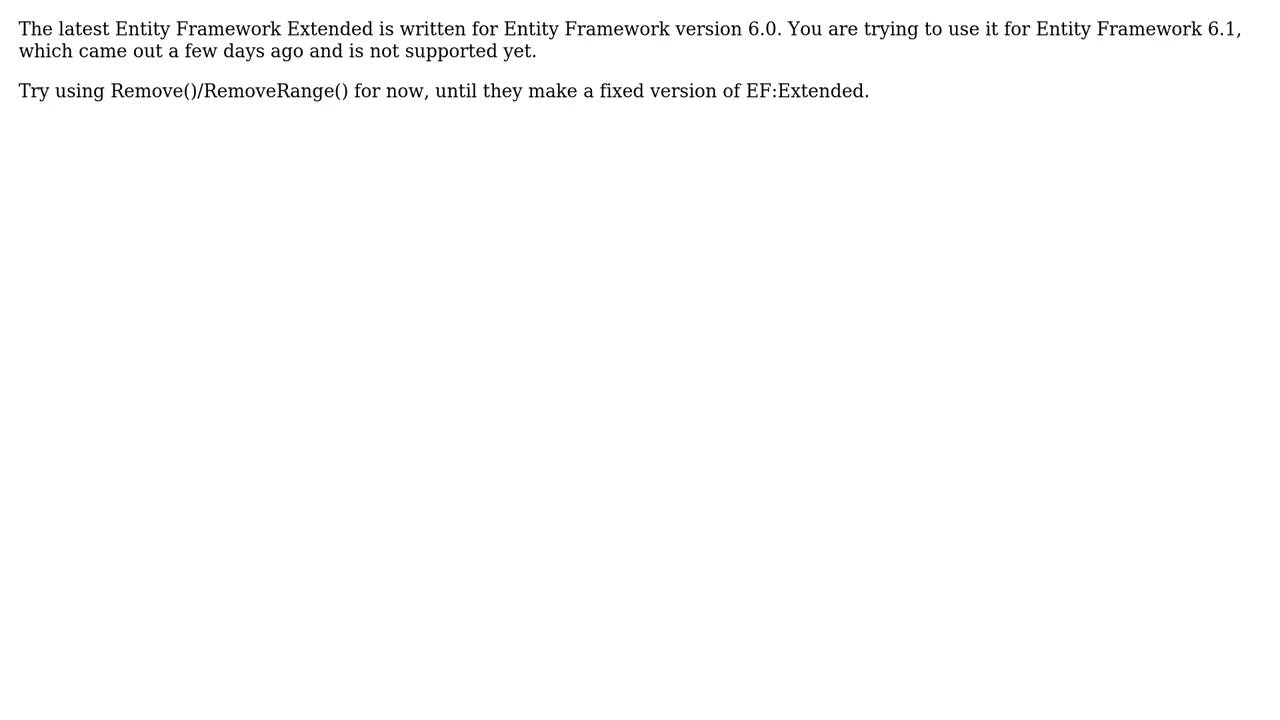 The latest Entity Framework Extended is written for Entity Framework version 6.0. You are trying to use it for Entity Framework 6.1,
which came out a few days ago and is not supported yet.
Try using Remove()/RemoveRange() for now, until they make a fixed version of EF:Extended.